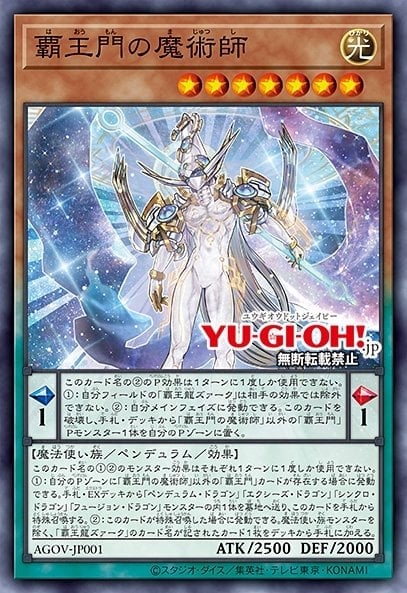 は おう もん ま じゅつ し
覇王門の魔術師
ひかり
光
ユウギオウドットジェイピー
YU-GI-OH!.jp
無断転載禁止
このカード名の②のP効果は1ターンに1度しか使用できない。
①:自分フィールドの「覇王龍ズァーク」は相手の効果では除外
できない。②:自分メインフェイズに発動できる。このカードを
破壊し、手札・デッキから「覇王門の魔術師」以外の「覇王門」
Pモンスター1体を自分のPゾーンに置く。
1
1
【魔法使い族/ペンデュラム/効果】
このカード名の①②のモンスター効果はそれぞれ1ターンに1度しか使用できない。
①:自分のPゾーンに「覇王門の魔術師」以外の「覇王門」カードが存在する場合に発動
できる。手札・EXデッキから「ペンデュラム・ドラゴン」「エクシーズ・ドラゴン」「シンクロ・
ドラゴン」「フュージョン・ドラゴン」モンスターの内1体を墓地へ送り、このカードを手札から
特殊召喚する。②:このカードが特殊召喚した場合に発動できる。魔法使い族モンスターを
除く、「覇王龍ズァーク」のカード名が記されたカード1枚をデッキから手札に加える。
AGOV-JP001
ATK/2500 DEF/2000
©スタジオ・ダイス/集英社・テレビ東京・KONAMI